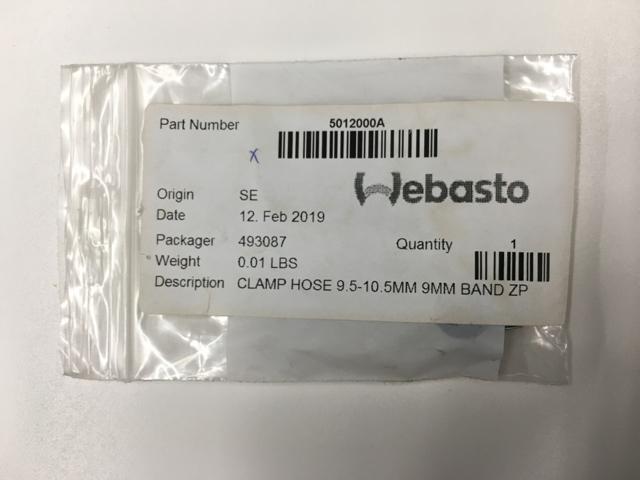 Part Number 5012000A
x
Webasto
Origin SE
Date 12. Feb 2019
Packager 493087 Quantity 1
Weight 0.01 LBS
Description CLAMP HOSE 9.5-10.5MM 9MM BAND ZP